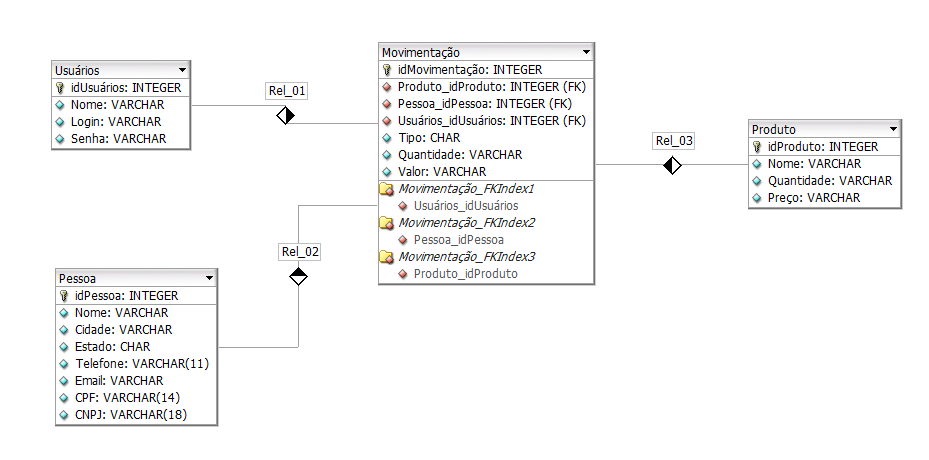 Usuários
idUsuários: INTEGER
Nome: VARCHAR
Login: VARCHAR
Senha: VARCHAR
Rel_01
Movimentação
idMovimentação: INTEGER
Produto_idProduto: INTEGER (FK)
Pessoa_idPessoa: INTEGER (FK)
Usuários_idUsuários: INTEGER (FK)
Tipo: CHAR
Quantidade: VARCHAR
Valor: VARCHAR
Movimentação_FKIndex1
Usuários_idUsuários
Movimentação_FKIndex2
Pessoa_idPessoa
Movimentação_FKIndex3
Produto_idProduto
Rel_03
Produto
idProduto: INTEGER
Nome: VARCHAR
Quantidade: VARCHAR
Preço: VARCHAR
Rel_02
Pessoa
idPessoa: INTEGER
Nome: VARCHAR
Cidade: VARCHAR
Estado: CHAR
Telefone: VARCHAR(11)
Email: VARCHAR
CPF: VARCHAR(14)
CNPJ: VARCHAR(18)